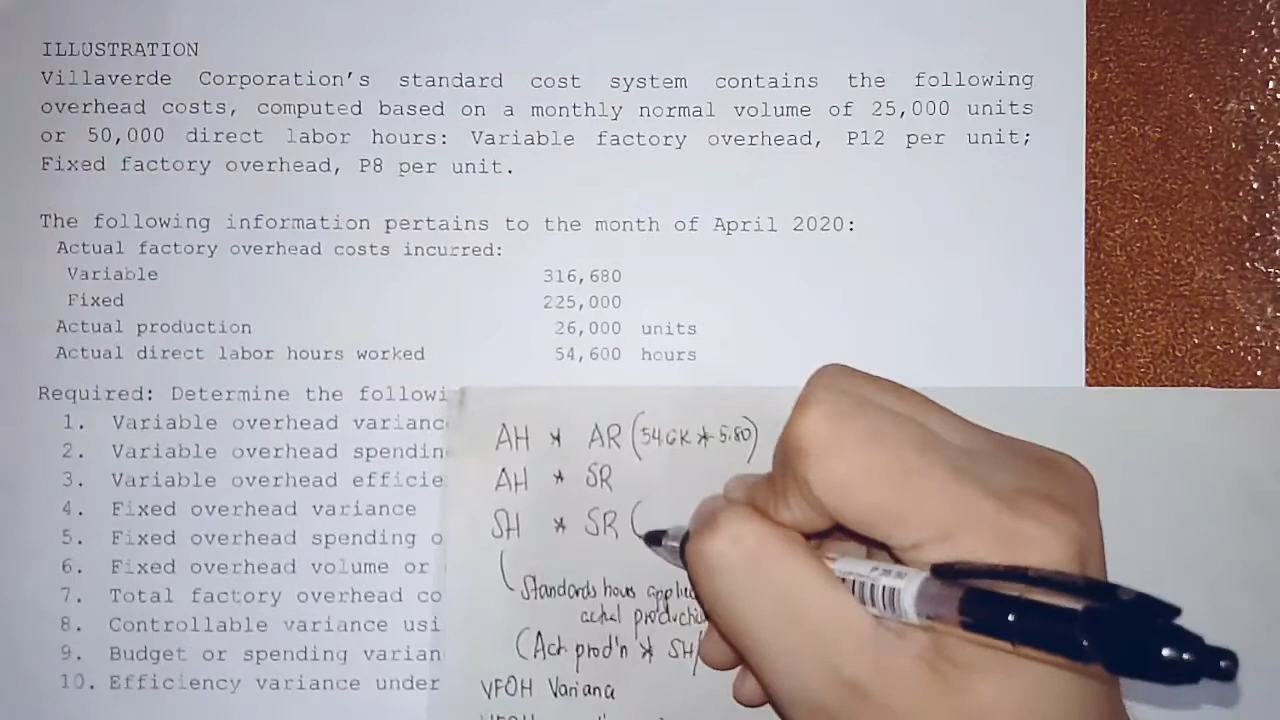 ILLUSTRATION
Villaverde Corporation's standard cost system contains the following
overhead costs, computed based on a monthly normal volume of 25,000 units
or 50,000 direct labor hours: Variable factory overhead, P12 per unit;
Fixed factory overhead, P8 per unit.
The following information pertains to the month of April 2020:
Actual factory overhead costs incurred:
Variable 316,680
Fixed 225,000
Actual production 26,000 units
Actual direct labor hours worked 54,600 hours
Required: Determine the followi
1. Variable overhead varianc
2. Variable overhead spendin
3. Variable overhead efficie
4. Fixed overhead variance
5. Fixed overhead spending o
6. Fixed overhead volume or
7. Total factory overhead co
8. Controllable variance usi
9. Budget or spending varian
10. Efficiency variance under
AH * AR (54.6K * 5.80)
AH * SR
SH * SR (
Standards hours applie
actual producti
(Act prod'n * SH/
VFOH Variance